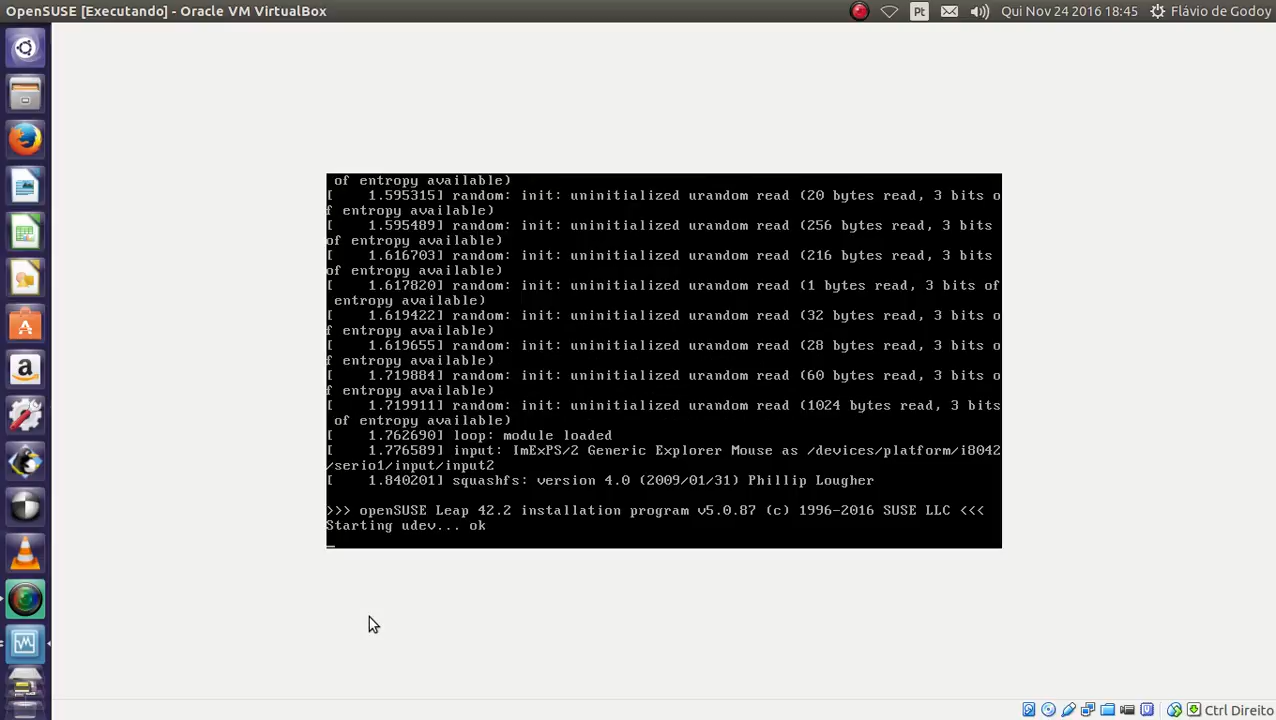 OpenSUSE [Executando] - Oracle VM VirtualBox
Pt
Qui Nov 24 2016 18:45
Flávio de Godoy
of entropy available)
[    1.595315] random: init: uninitialized urandom read (20 bytes read, 3 bits o
f entropy available)
[    1.595489] random: init: uninitialized urandom read (256 bytes read, 3 bits
of entropy available)
[    1.616703] random: init: uninitialized urandom read (216 bytes read, 3 bits
of entropy available)
[    1.617820] random: init: uninitialized urandom read (1 bytes read, 3 bits of
entropy available)
[    1.619422] random: init: uninitialized urandom read (32 bytes read, 3 bits o
f entropy available)
[    1.619655] random: init: uninitialized urandom read (28 bytes read, 3 bits o
f entropy available)
[    1.719884] random: init: uninitialized urandom read (60 bytes read, 3 bits o
f entropy available)
[    1.719911] random: init: uninitialized urandom read (1024 bytes read, 3 bits
of entropy available)
[    1.762690] loop: module loaded
[    1.776589] input: ImExPS/2 Generic Explorer Mouse as /devices/platform/i8042
/serio1/input/input2
[    1.840201] squashfs: version 4.0 (2009/01/31) Phillip Lougher
>>> openSUSE Leap 42.2 installation program v5.0.87 (c) 1996-2016 SUSE LLC <<<
Starting udev... ok
Ctrl Direito